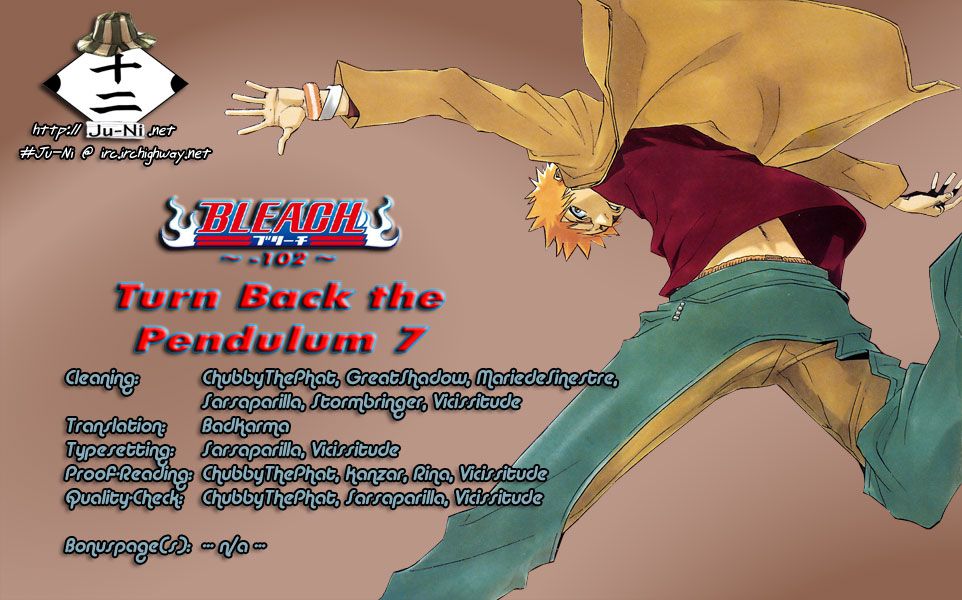 十
二
http://Ju-Ni.net
#Ju-Ni @ irc.irchighway.net
BLEACH
ブリーチ
~ -102 ~
Turn Back the
Pendulum 7
Cleaning: ChubbyThePhat, GreatShadow, MariedeSinestre,
Sarsaparilla, Stormbringer, Vicissitude
Translation: BadKarma
Typesetting: Sarsaparilla, Vicissitude
Proof-Reading: ChubbyThePhat, Kanzar, Rina, Vicissitude
Quality-Check: ChubbyThePhat, Sarsaparilla, Vicissitude
Bonuspage(s): --- n/a ---